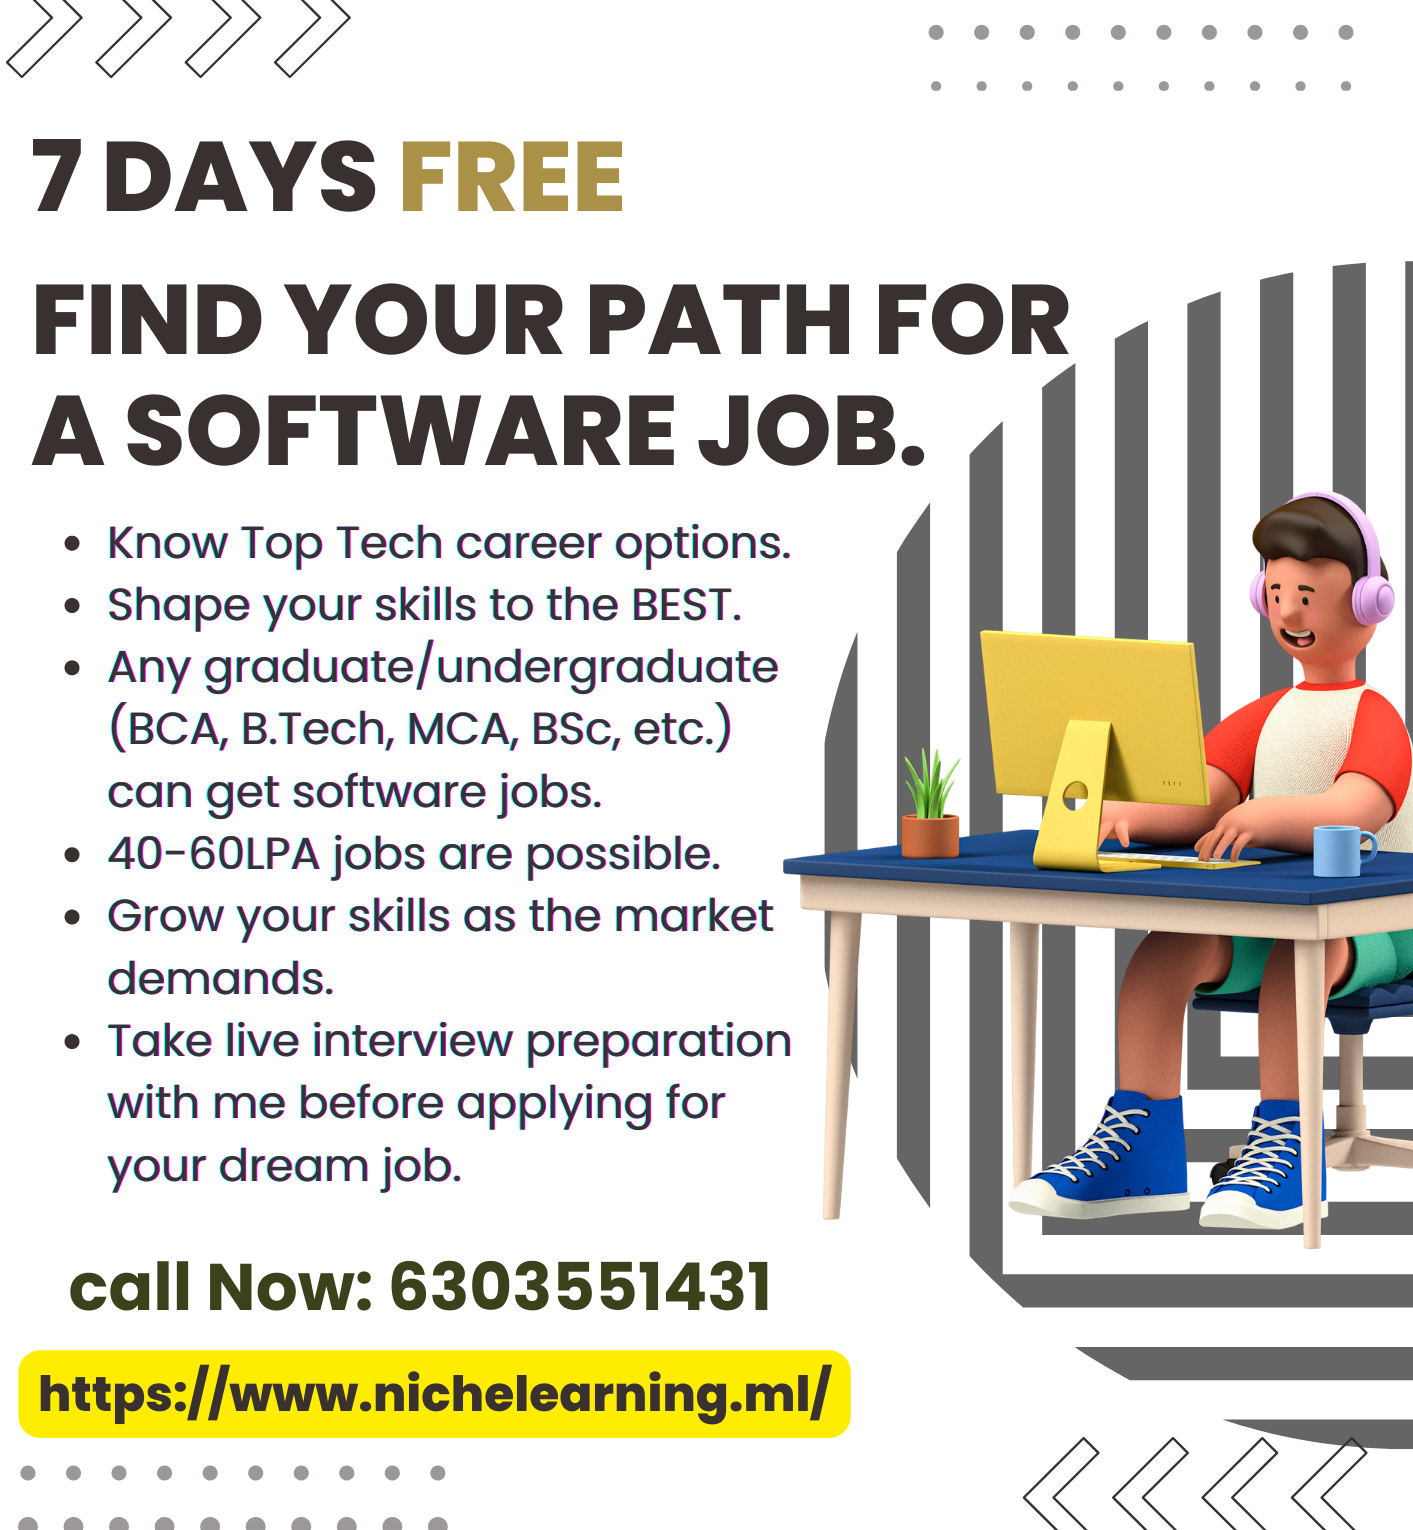 7 DAYS FREE
FIND YOUR PATH FOR
A SOFTWARE JOB.
• Know Top Tech career options.
• Shape your skills to the BEST.
• Any graduate/undergraduate
(BCA, B.Tech, MCA, BSc, etc.)
can get software jobs.
• 40-60LPA jobs are possible.
• Grow your skills as the market
demands.
• Take live interview preparation
with me before applying for
your dream job.
call Now: 6303551431
https://www.nichelearning.ml/